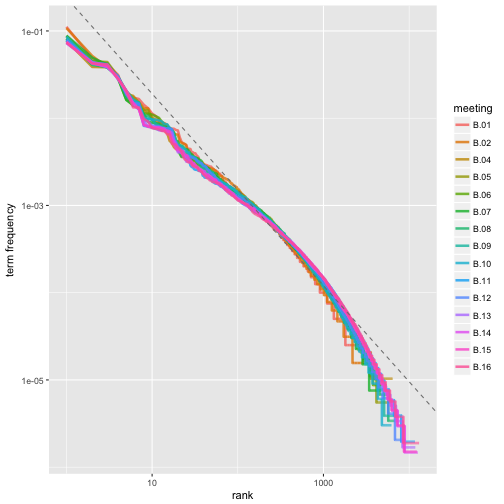 1e-01
1e-03
1e-05
term frequency
10
1000
rank
meeting
B.01
B.02
B.04
B.05
B.06
B.07
B.08
B.09
B.10
B.11
B.12
B.13
B.14
B.15
B.16